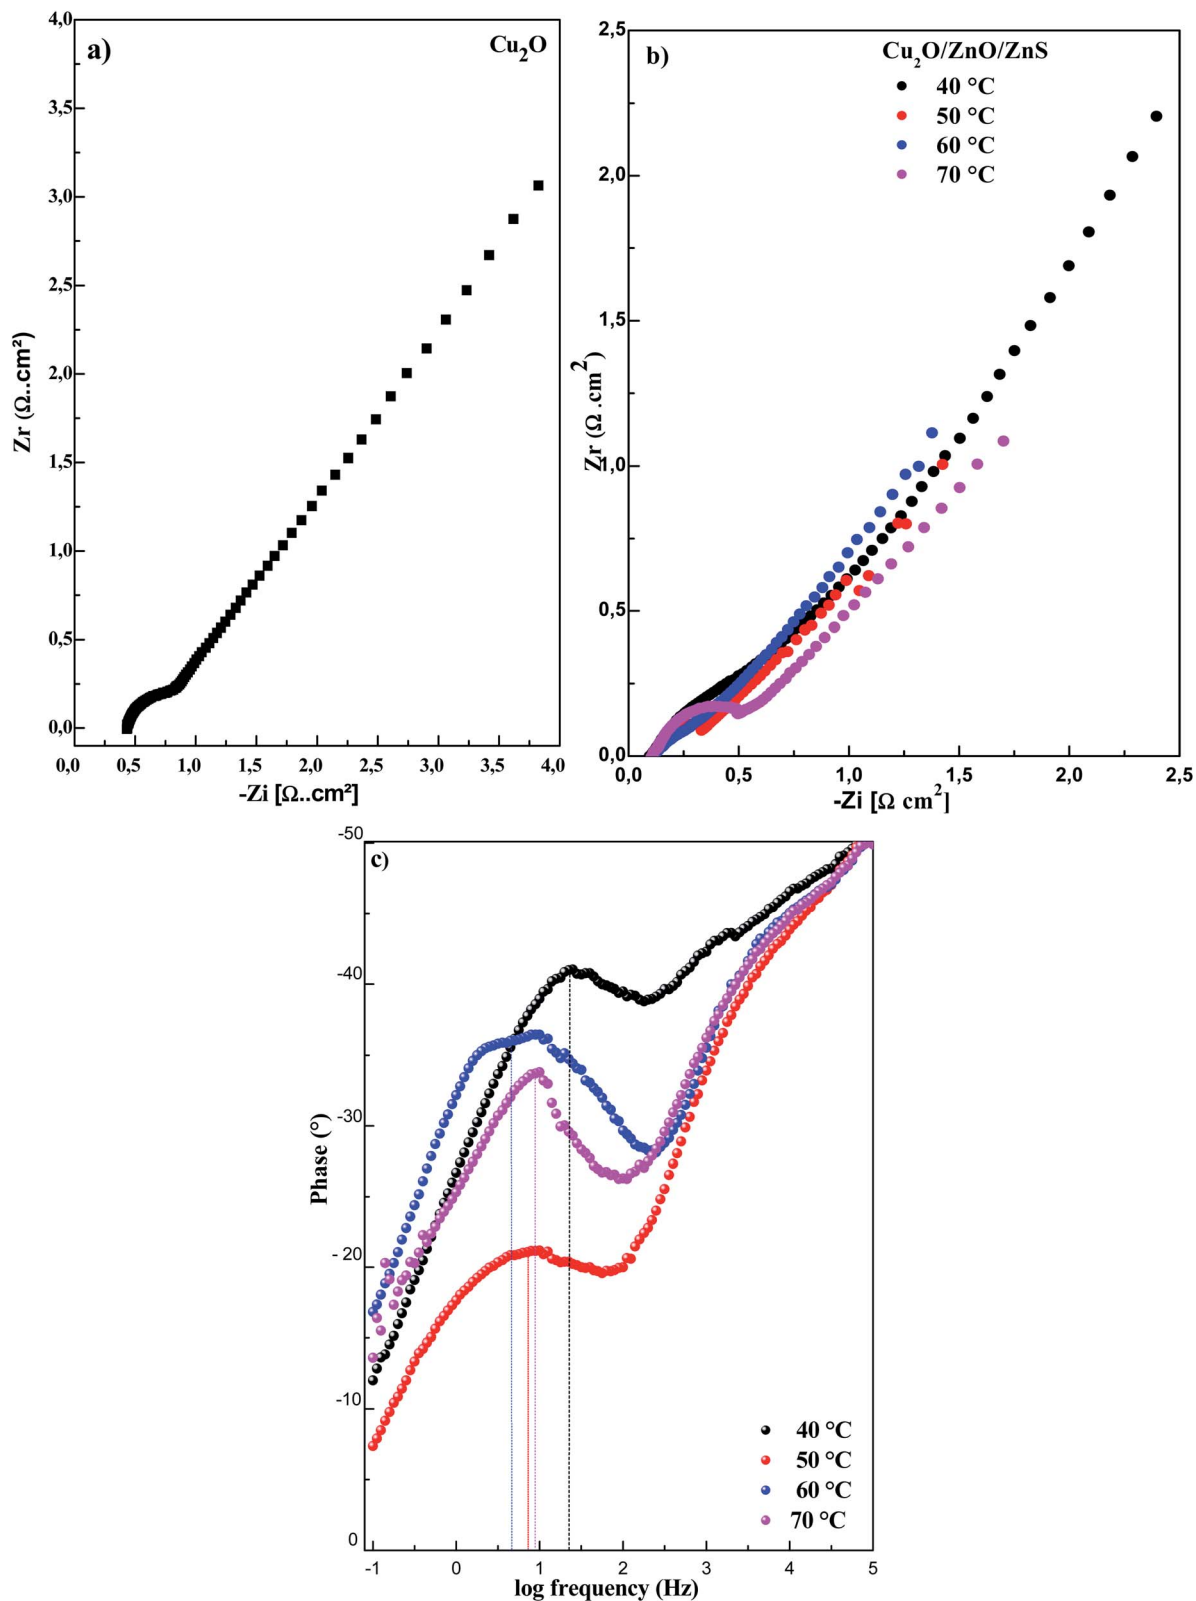 a)
Cu₂O
4,0
3,5
3,0
2,5
2,0
1,5
1,0
0,5
0,0
Zr (Ω..cm²)
0,0 0,5 1,0 1,5 2,0 2,5 3,0 3,5 4,0
-Zi [Ω..cm²]
b)
Cu₂O/ZnO/ZnS
40 °C
50 °C
60 °C
70 °C
2,5
2,0
1,5
1,0
0,5
0,0
Zr (Ω .cm²)
0,0 0,5 1,0 1,5 2,0 2,5
-Zi [Ω cm²]
c)
-50
-40
-30
-20
-10
0
Phase (°)
40 °C
50 °C
60 °C
70 °C
-1 0 1 2 3 4 5
log frequency (Hz)